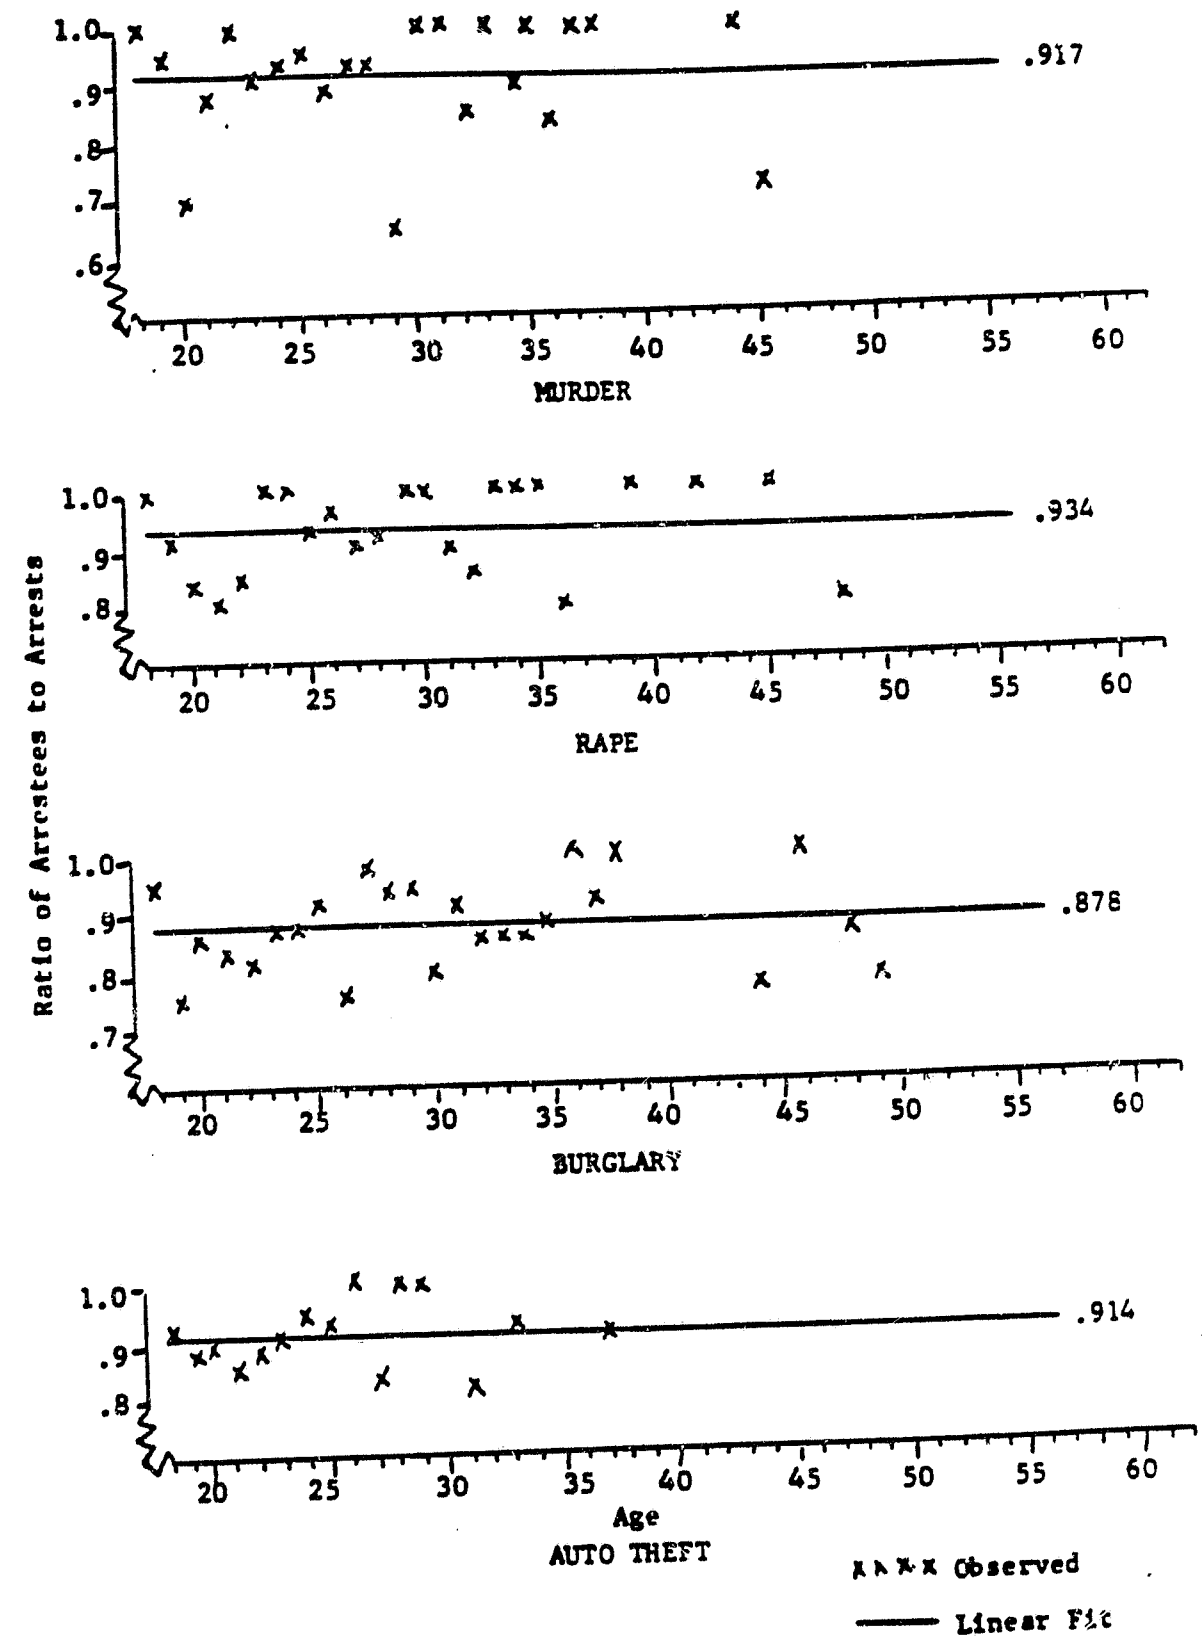 Ratio of Arrestees to Arrests
1.0
.9
.8
.7
.6
.917
20 25 30 35 40 45 50 55 60
MURDER
1.0
.9
.8
.934
20 25 30 35 40 45 50 55 60
RAPE
1.0
.9
.8
.7
.878
20 25 30 35 40 45 50 55 60
BURGLARY
1.0
.9
.8
.914
20 25 30 35 40 45 50 55 60
Age
AUTO THEFT
x x x x Observed
Linear Fit